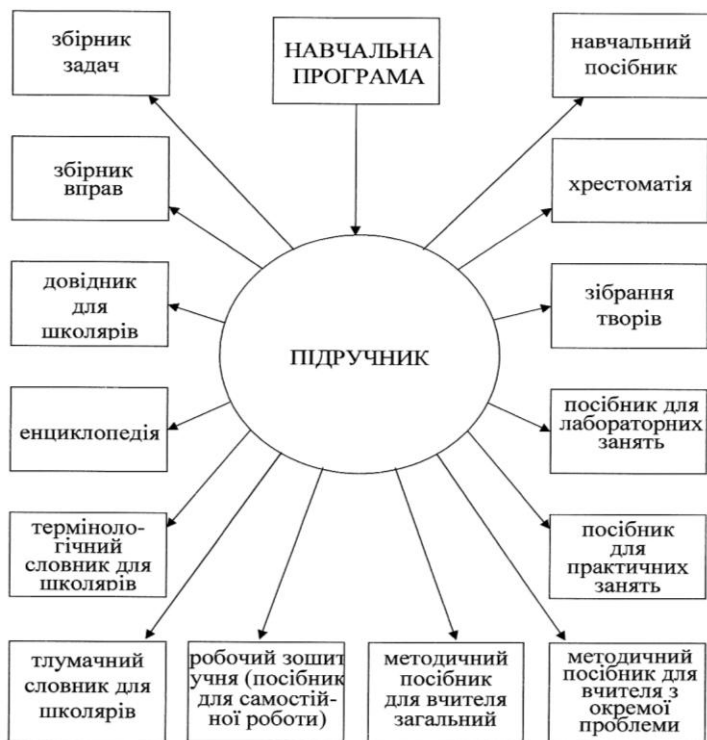 збірник
задач
НАВЧАЛЬНА
ПРОГРАМА
навчальний
посібник
збірник
вправ
хрестоматія
довідник
для
школярів
зібрання
творів
ПІДРУЧНИК
енциклопедія
посібник для
лабораторних
занять
терміноло-
гічний
словник для
школярів
посібник
для
практичних
занять
тлумачний
словник для
школярів
робочий зошит
учня (посібник
для самостій-
ної роботи)
методичний
посібник
для вчителя
загальний
методичний
посібник для
вчителя з
окремої
проблеми